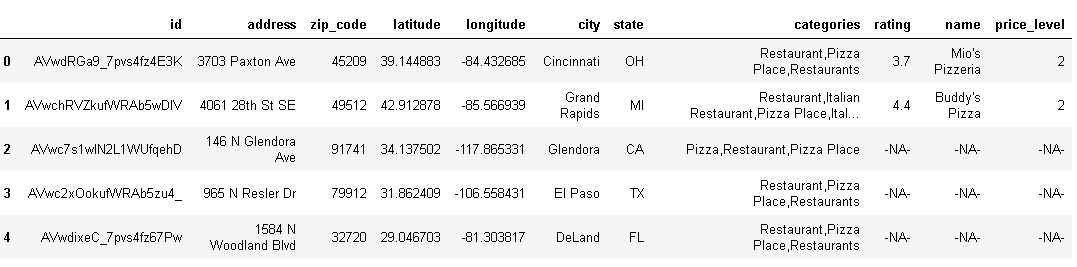 id address zip_code latitude longitude city state categories rating name price_level
0 AVwdRGa9_7pvs4fz4E3K 3703 Paxton Ave 45209 39.144883 -84.432685 Cincinnati OH Restaurant,Pizza Place,Restaurants 3.7 Mio's Pizzeria 2
1 AVwchRVZkufWRAb5wDlV 4061 28th St SE 49512 42.912878 -85.566939 Grand Rapids MI Restaurant,Italian Restaurant,Pizza Place,Ital... 4.4 Buddy's Pizza 2
2 AVwc7s1wIN2L1WUfqehD 146 N Glendora Ave 91741 34.137502 -117.865331 Glendora CA Pizza,Restaurant,Pizza Place -NA- -NA- -NA-
3 AVwc2xOokufWRAb5zu4_ 965 N Resler Dr 79912 31.862409 -106.558431 El Paso TX Restaurant,Pizza Place,Restaurants -NA- -NA- -NA-
4 AVwdixeC_7pvs4fz67Pw 1584 N Woodland Blvd 32720 29.046703 -81.303817 DeLand FL Restaurant,Pizza Place,Restaurants -NA- -NA- -NA-